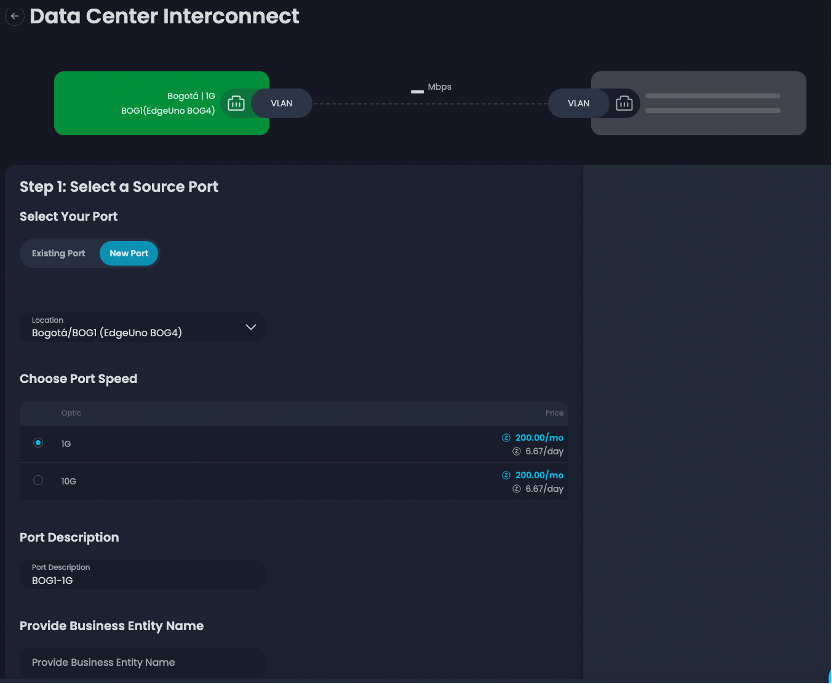 Data Center Interconnect
Bogotá | 1G
BOG1(EdgeUno BOG4)
VLAN
Mbps
VLAN
Step 1: Select a Source Port
Select Your Port
Existing Port
New Port
Location
Bogotá/BOG1 (EdgeUno BOG4)
Choose Port Speed
Optic
Price
1G
200.00/mo
6.67/day
10G
200.00/mo
6.67/day
Port Description
Port Description
BOG1-1G
Provide Business Entity Name
Provide Business Entity Name